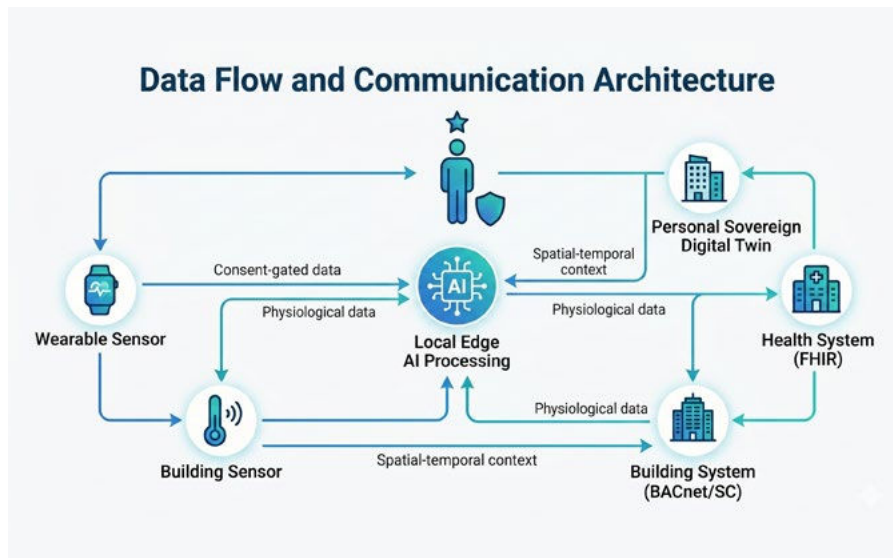 Data Flow and Communication Architecture
Personal Sovereign
Digital Twin
Spatial-temporal
context
Consent-gated data
AI
Physiological data
Physiological data
Wearable Sensor
Local Edge
AI Processing
Health System
(FHIR)
Physiological data
Building Sensor
Spatial-temporal context
Building System
(BACnet/SC)